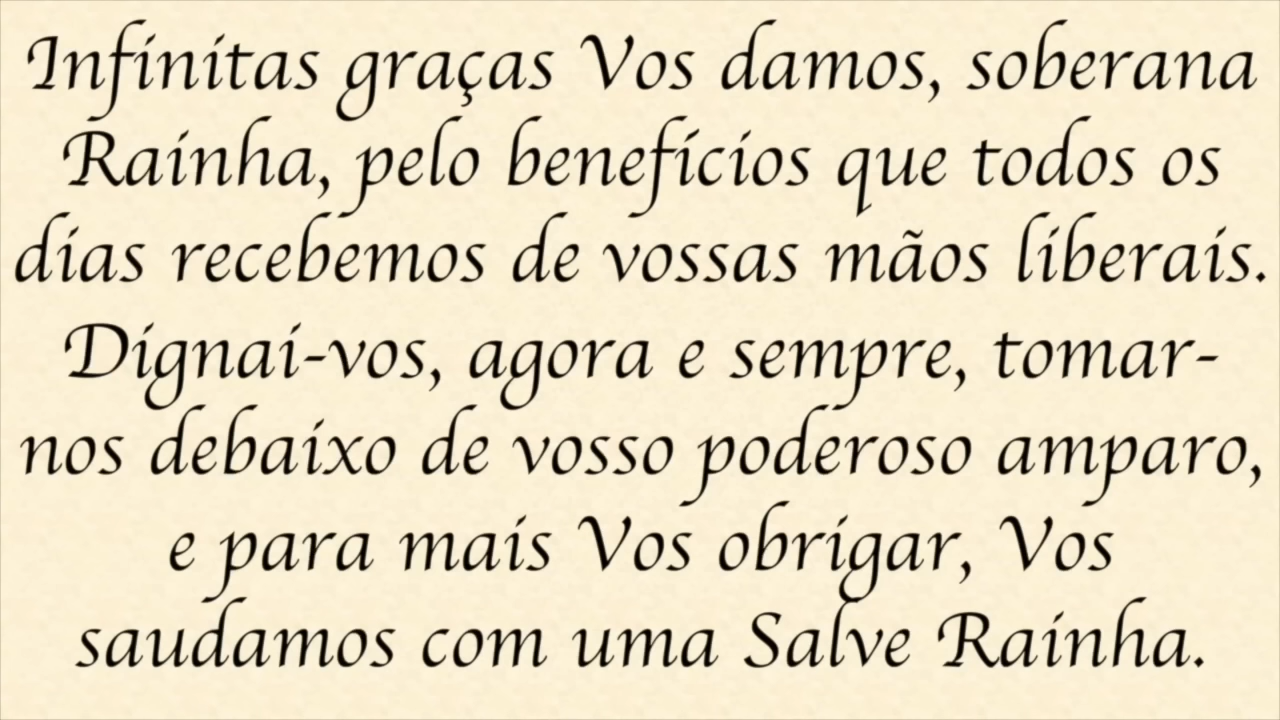 Infinitas graças Vos damos, soberana
Rainha, pelo benefícios que todos os
dias recebemos de vossas mãos liberais.
Dignai-vos, agora e sempre, tomar-
nos debaixo de vosso poderoso amparo,
e para mais Vos obrigar, Vos
saudamos com uma Salve Rainha.